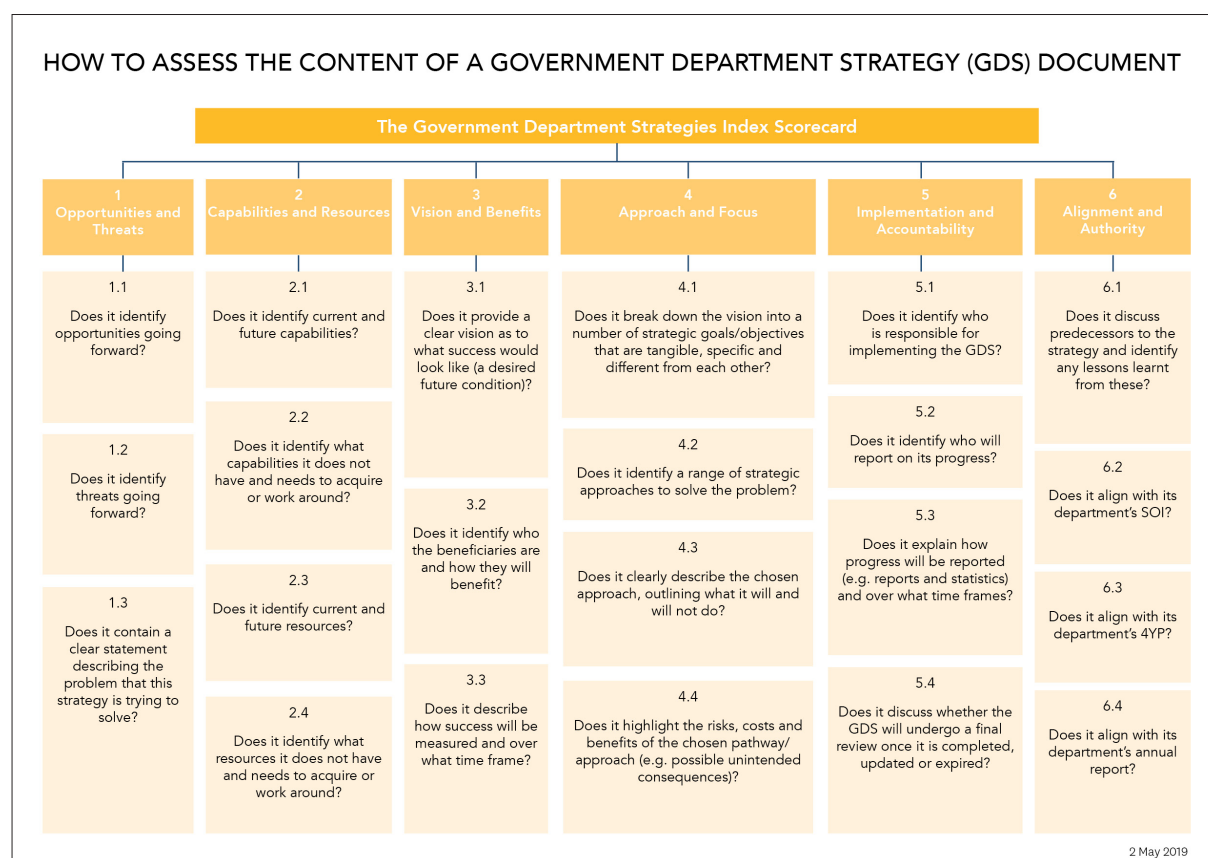 HOW TO ASSESS THE CONTENT OF A GOVERNMENT DEPARTMENT STRATEGY (GDS) DOCUMENT
The Government Department Strategies Index Scorecard
1
Opportunities and
Threats
1.1
Does it identify
opportunities going
forward?
1.2
Does it identify
threats going
forward?
1.3
Does it contain a
clear statement
describing the
problem that this
strategy is trying to
solve?
2
Capabilities and Resources
2.1
Does it identify current and
future capabilities?
2.2
Does it identify what
capabilities it does not
have and needs to acquire
or work around?
2.3
Does it identify current and
future resources?
2.4
Does it identify what
resources it does not have
and needs to acquire or
work around?
3
Vision and Benefits
3.1
Does it provide a
clear vision as to
what success would
look like (a desired
future condition)?
3.2
Does it identify who
the beneficiaries are
and how they will
benefit?
3.3
Does it describe
how success will be
measured and over
what time frame?
4
Approach and Focus
4.1
Does it break down the vision into a
number of strategic goals/objectives
that are tangible, specific and
different from each other?
4.2
Does it identify a range of strategic
approaches to solve the problem?
4.3
Does it clearly describe the chosen
approach, outlining what it will and
will not do?
4.4
Does it highlight the risks, costs and
benefits of the chosen pathway/
approach (e.g. possible unintended
consequences)?
5
Implementation and
Accountability
5.1
Does it identify who
is responsible for
implementing the GDS?
5.2
Does it identify who will
report on its progress?
5.3
Does it explain how
progress will be reported
(e.g. reports and statistics)
and over what time frames?
5.4
Does it discuss whether the
GDS will undergo a final
review once it is completed,
updated or expired?
6
Alignment and
Authority
6.1
Does it discuss
predecessors to the
strategy and identify
any lessons learnt
from these?
6.2
Does it align with its
department's SOI?
6.3
Does it align with its
department's 4YP?
6.4
Does it align with its
department's annual
report?
2 May 2019